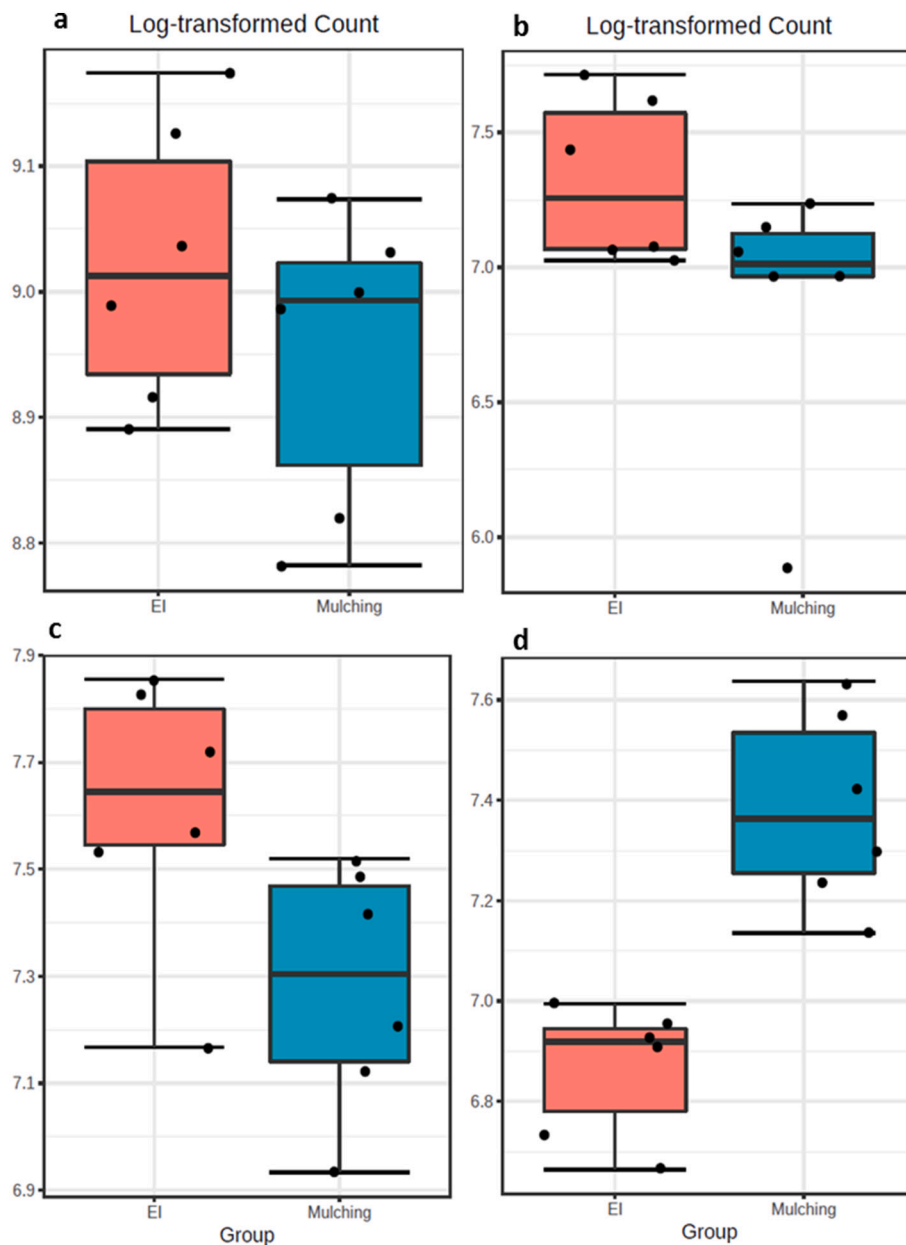 a
Log-transformed Count
9.1
9.0
8.9
8.8
EI
Mulching
b
Log-transformed Count
7.5
7.0
6.5
6.0
EI
Mulching
c
7.9
7.7
7.5
7.3
7.1
6.9
EI
Mulching
Group
d
7.6
7.4
7.2
7.0
6.8
EI
Mulching
Group